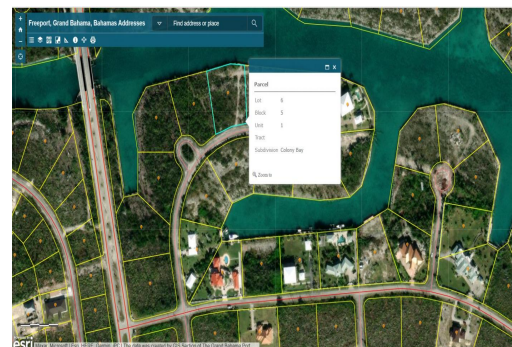 Freeport, Grand Bahama, Bahamas Addresses
Find address or place
Parcel
Lot 6
Block 5
Unit 1
Tract
Subdivision Colony Bay
Zoom to
esri